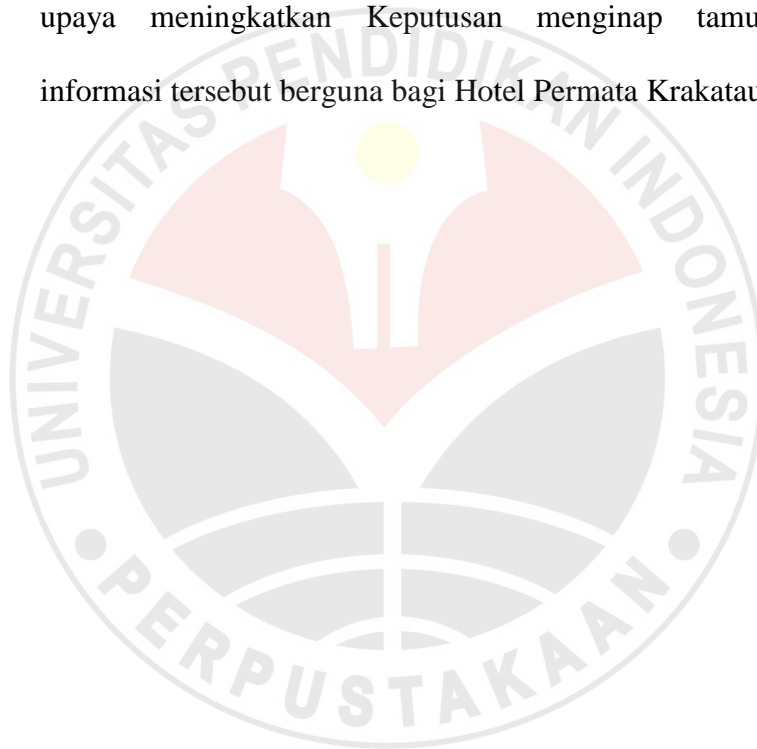 upaya meningkatkan Keputusan menginap tamu
informasi tersebut berguna bagi Hotel Permata Krakatau
UNIVERSITAS PENDIDIKAN INDONESIA
PERPUSTAKAAN